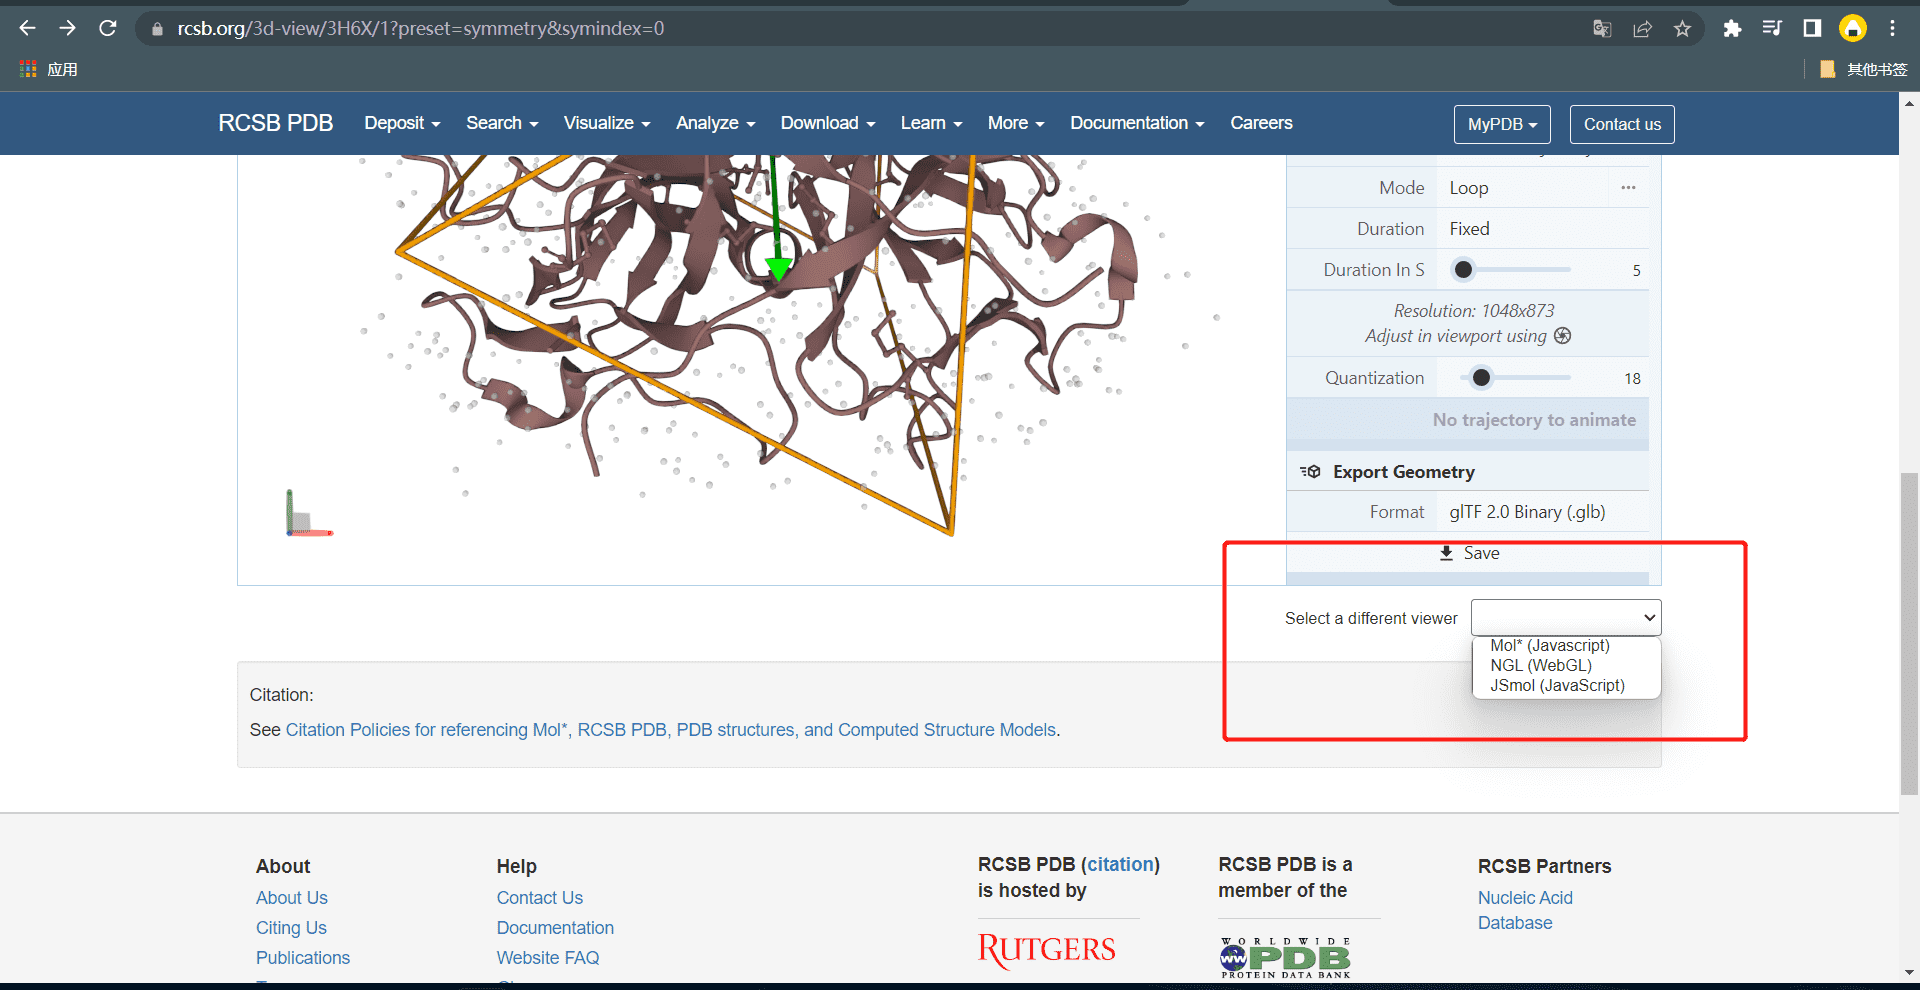 rcsb.org/3d-view/3H6X/1?preset=symmetry&symindex=0
应用
其他书签
RCSB PDB Deposit Search Visualize Analyze Download Learn More Documentation Careers MyPDB Contact us
Mode Loop
Duration Fixed
Duration In S 5
Resolution: 1048x873
Adjust in viewport using
Quantization 18
No trajectory to animate
Export Geometry
Format glTF 2.0 Binary (.glb)
Save
Select a different viewer
Mol* (Javascript)
NGL (WebGL)
JSmol (JavaScript)
Citation:
See Citation Policies for referencing Mol*, RCSB PDB, PDB structures, and Computed Structure Models.
About
About Us
Citing Us
Publications
Help
Contact Us
Documentation
Website FAQ
RCSB PDB (citation)
is hosted by
RUTGERS
RCSB PDB is a
member of the
WORLDWIDE
PDB
PROTEIN DATA BANK
RCSB Partners
Nucleic Acid
Database